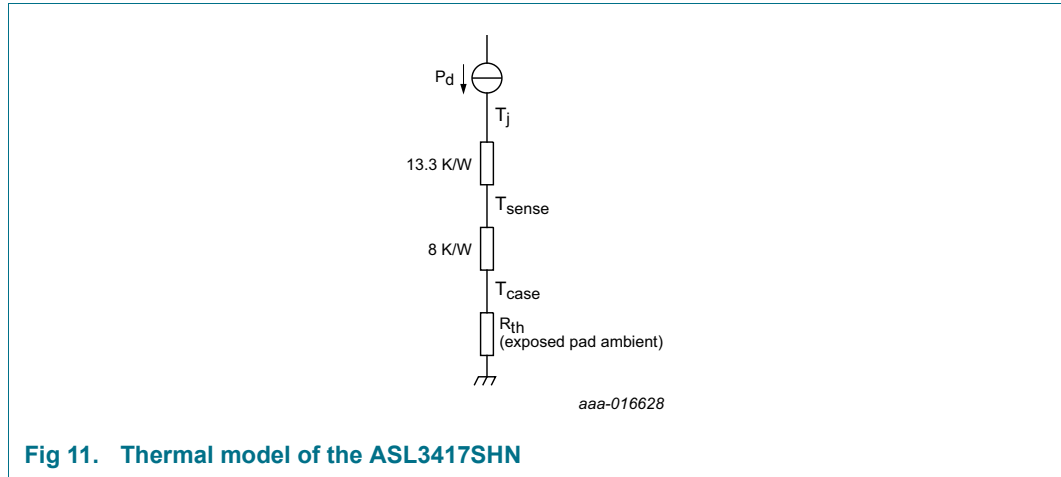 Pd
Tj
13.3 K/W
Tsense
8 K/W
Tcase
Rth
(exposed pad ambient)
aaa-016628
Fig 11. Thermal model of the ASL3417SHN